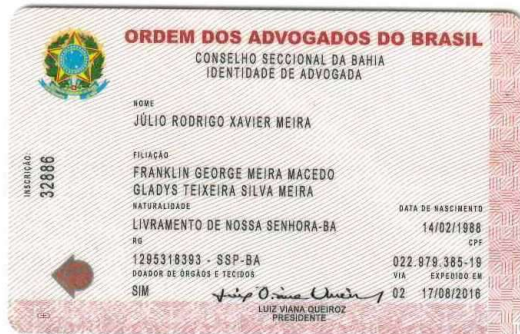 ORDEM DOS ADVOGADOS DO BRASIL
CONSELHO SECCIONAL DA BAHIA
IDENTIDADE DE ADVOGADA
NOME
JÚLIO RODRIGO XAVIER MEIRA
FILIAÇÃO
FRANKLIN GEORGE MEIRA MACEDO
GLADYS TEIXEIRA SILVA MEIRA
NATURALIDADE DATA DE NASCIMENTO
LIVRAMENTO DE NOSSA SENHORA-BA 14/02/1988
RG CPF
1295318393 - SSP-BA 022.979.385-19
DOADOR DE ÓRGÃOS E TECIDOS VIA EXPEDIDO EM
SIM 02 17/08/2016
LUIZ VIANA QUEIROZ
PRESIDENTE
INSCRIÇÃO:
32886